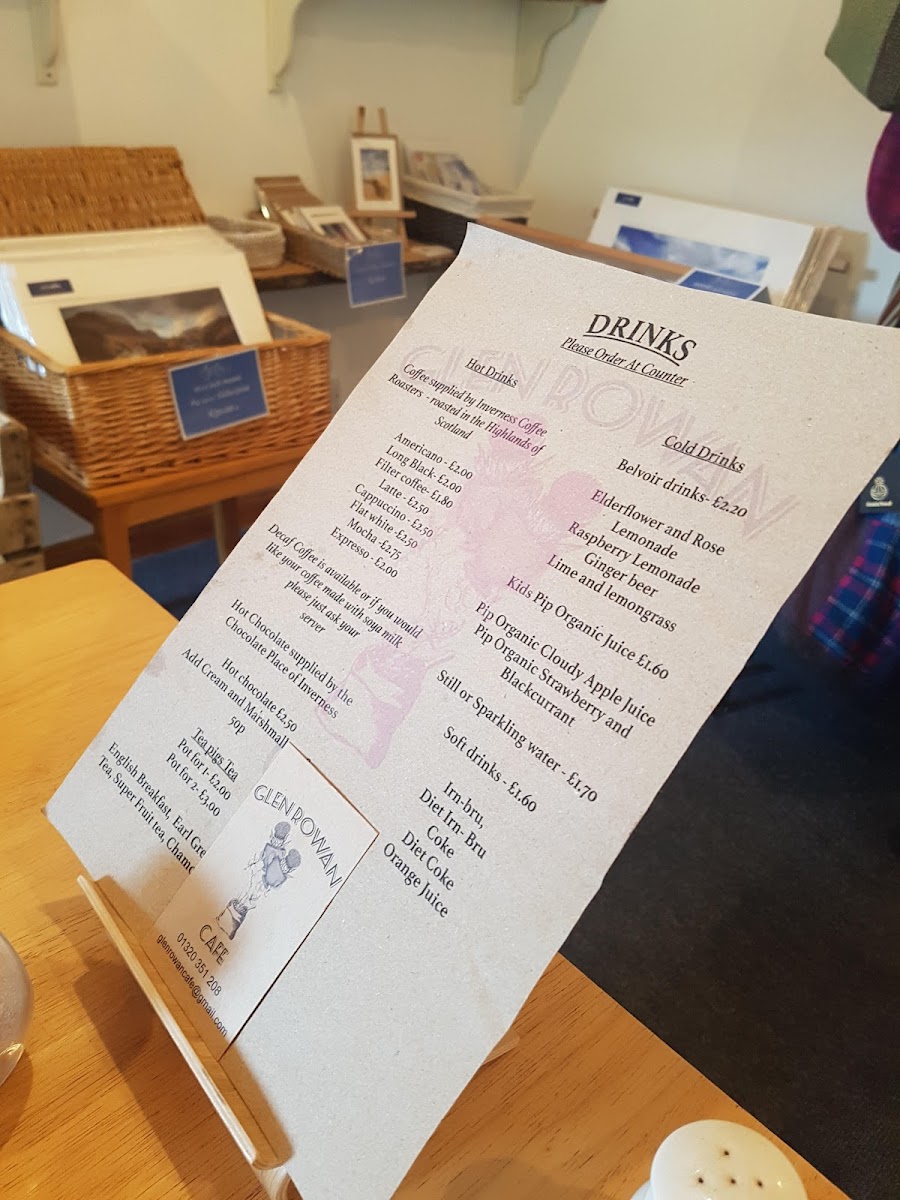 DRINKS
Please Order At Counter
GLEN ROWAN
Hot Drinks
Coffee supplied by Inverness Coffee
Roasters - roasted in the Highlands of
Scotland
Americano - £2.00
Long Black- £2.00
Filter coffee- £1.80
Latte - £2.50
Cappuccino - £2.50
Flat white -£2.50
Mocha -£2.75
Expresso - £2.00
Decaf Coffee is available or if you would
like your coffee made with soya milk
please just ask your
server
Hot Chocolate supplied by the
Chocolate Place of Inverness
Hot chocolate £2.50
Add Cream and Marshmall
50p
Tea pigs Tea
Pot for 1- £2.00
Pot for 2- £3.00
English Breakfast, Earl Gre
Tea, Super Fruit tea, Chamo
Cold Drinks
Belvoir drinks- £2.20
Elderflower and Rose
Lemonade
Raspberry Lemonade
Ginger beer
Lime and lemongrass
Kids Pip Organic Juice £1.60
Pip Organic Cloudy Apple Juice
Pip Organic Strawberry and
Blackcurrant
Still or Sparkling water - £1.70
Soft drinks - £1.60
Irn-bru,
Diet Irn- Bru
Coke
Diet Coke
Orange Juice
GLEN ROWAN
CAFE
01320 351 208
glenrowancafe@gmail.com